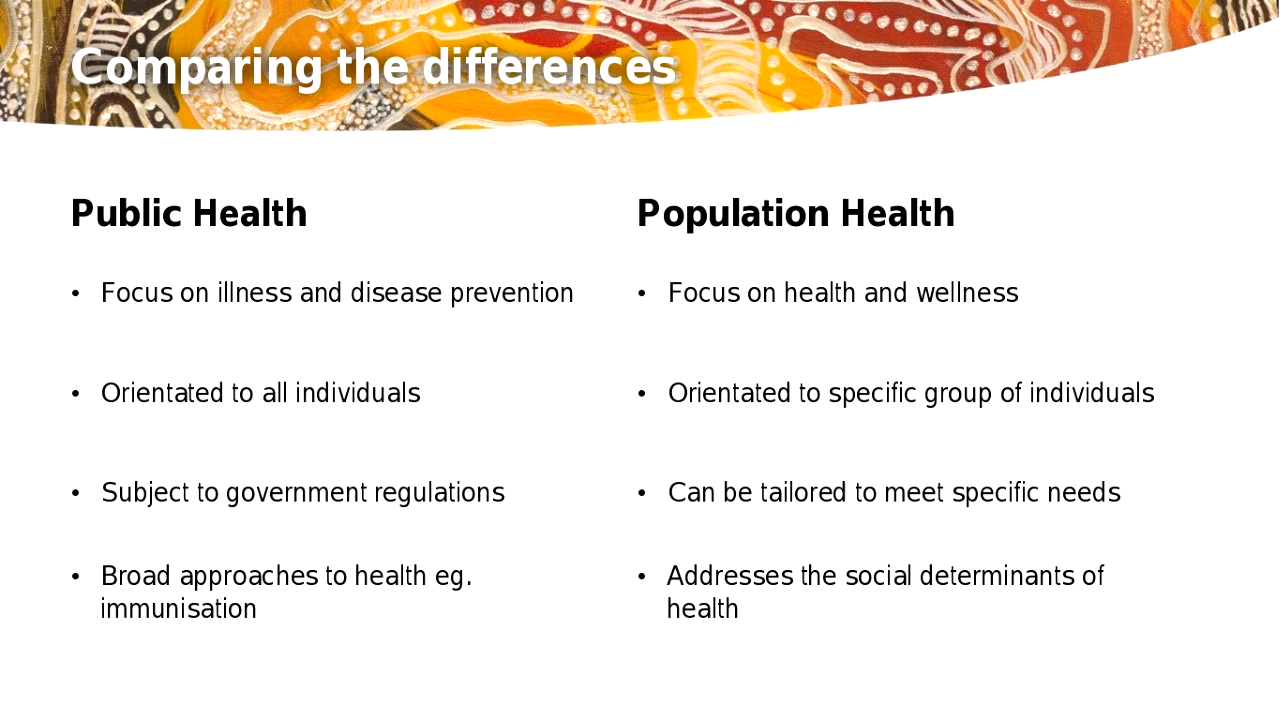 Comparing the differences
Public Health
• Focus on illness and disease prevention
• Orientated to all individuals
• Subject to government regulations
• Broad approaches to health eg.
immunisation
Population Health
• Focus on health and wellness
• Orientated to specific group of individuals
• Can be tailored to meet specific needs
• Addresses the social determinants of
health